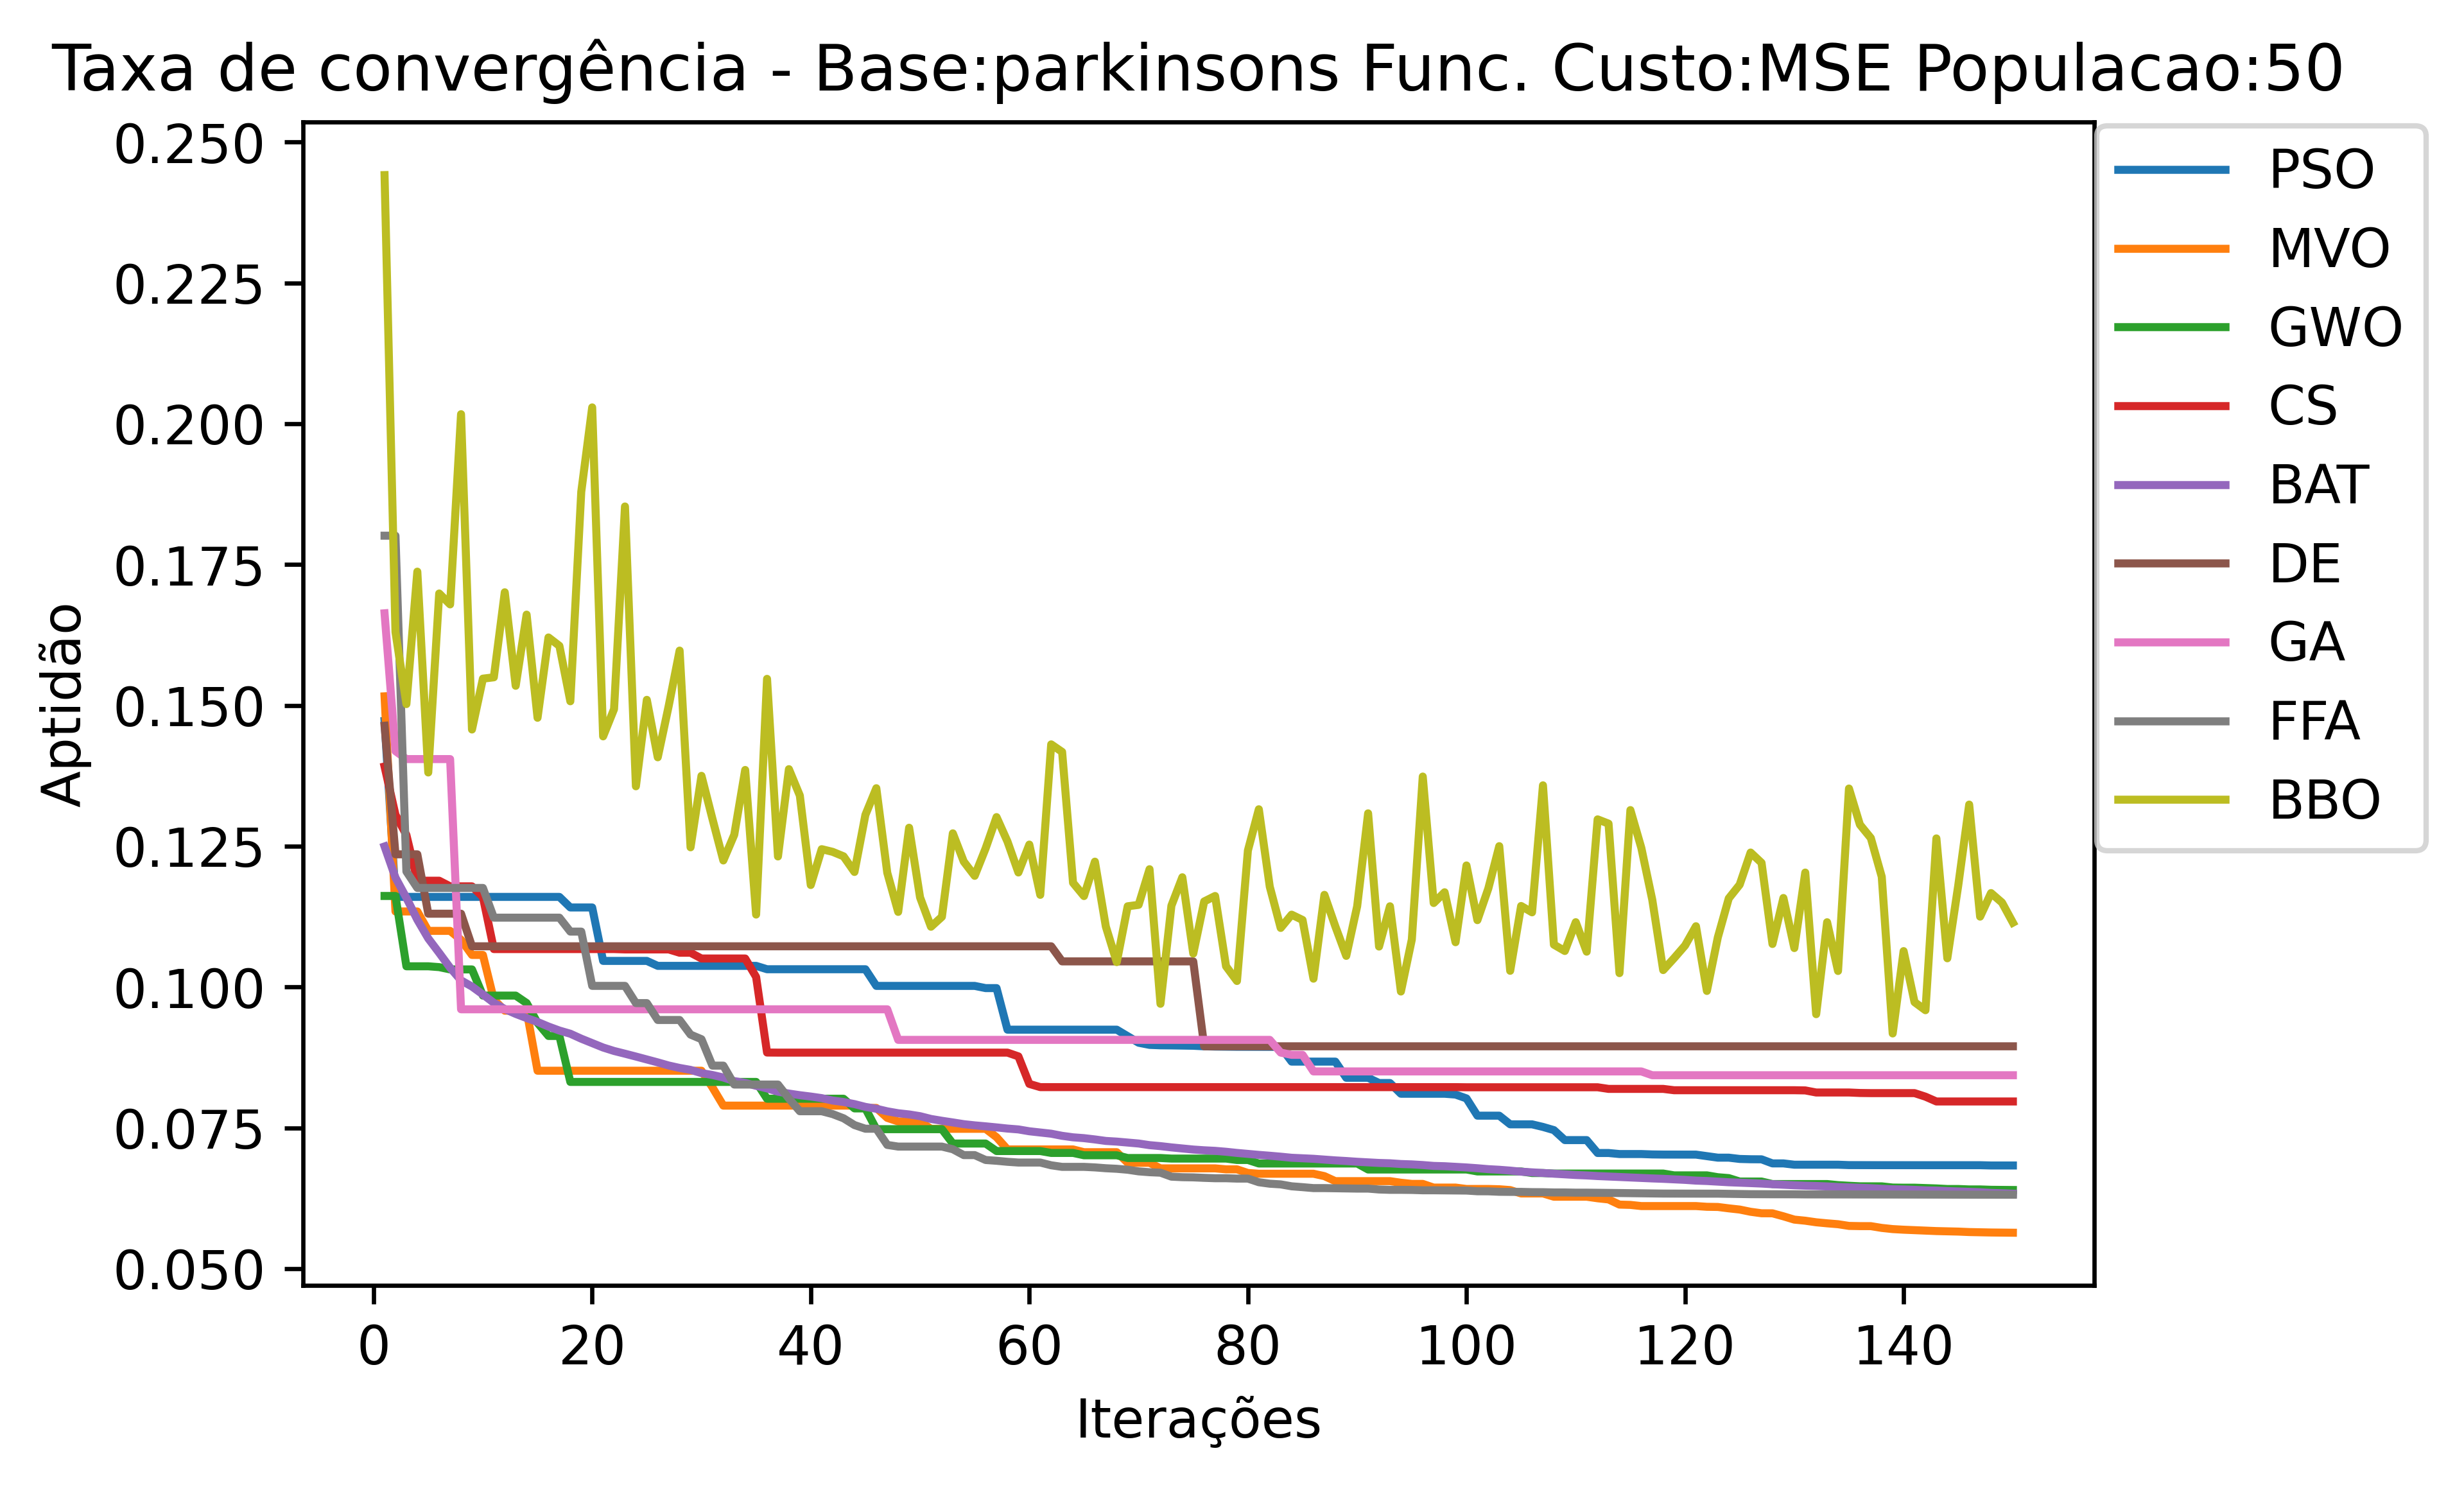 Taxa de convergência - Base:parkinsons Func. Custo:MSE Populacao:50
0.250
0.225
0.200
0.175
0.150
0.125
0.100
0.075
0.050
Aptidão
0 20 40 60 80 100 120 140
Iterações
PSO
MVO
GWO
CS
BAT
DE
GA
FFA
BBO